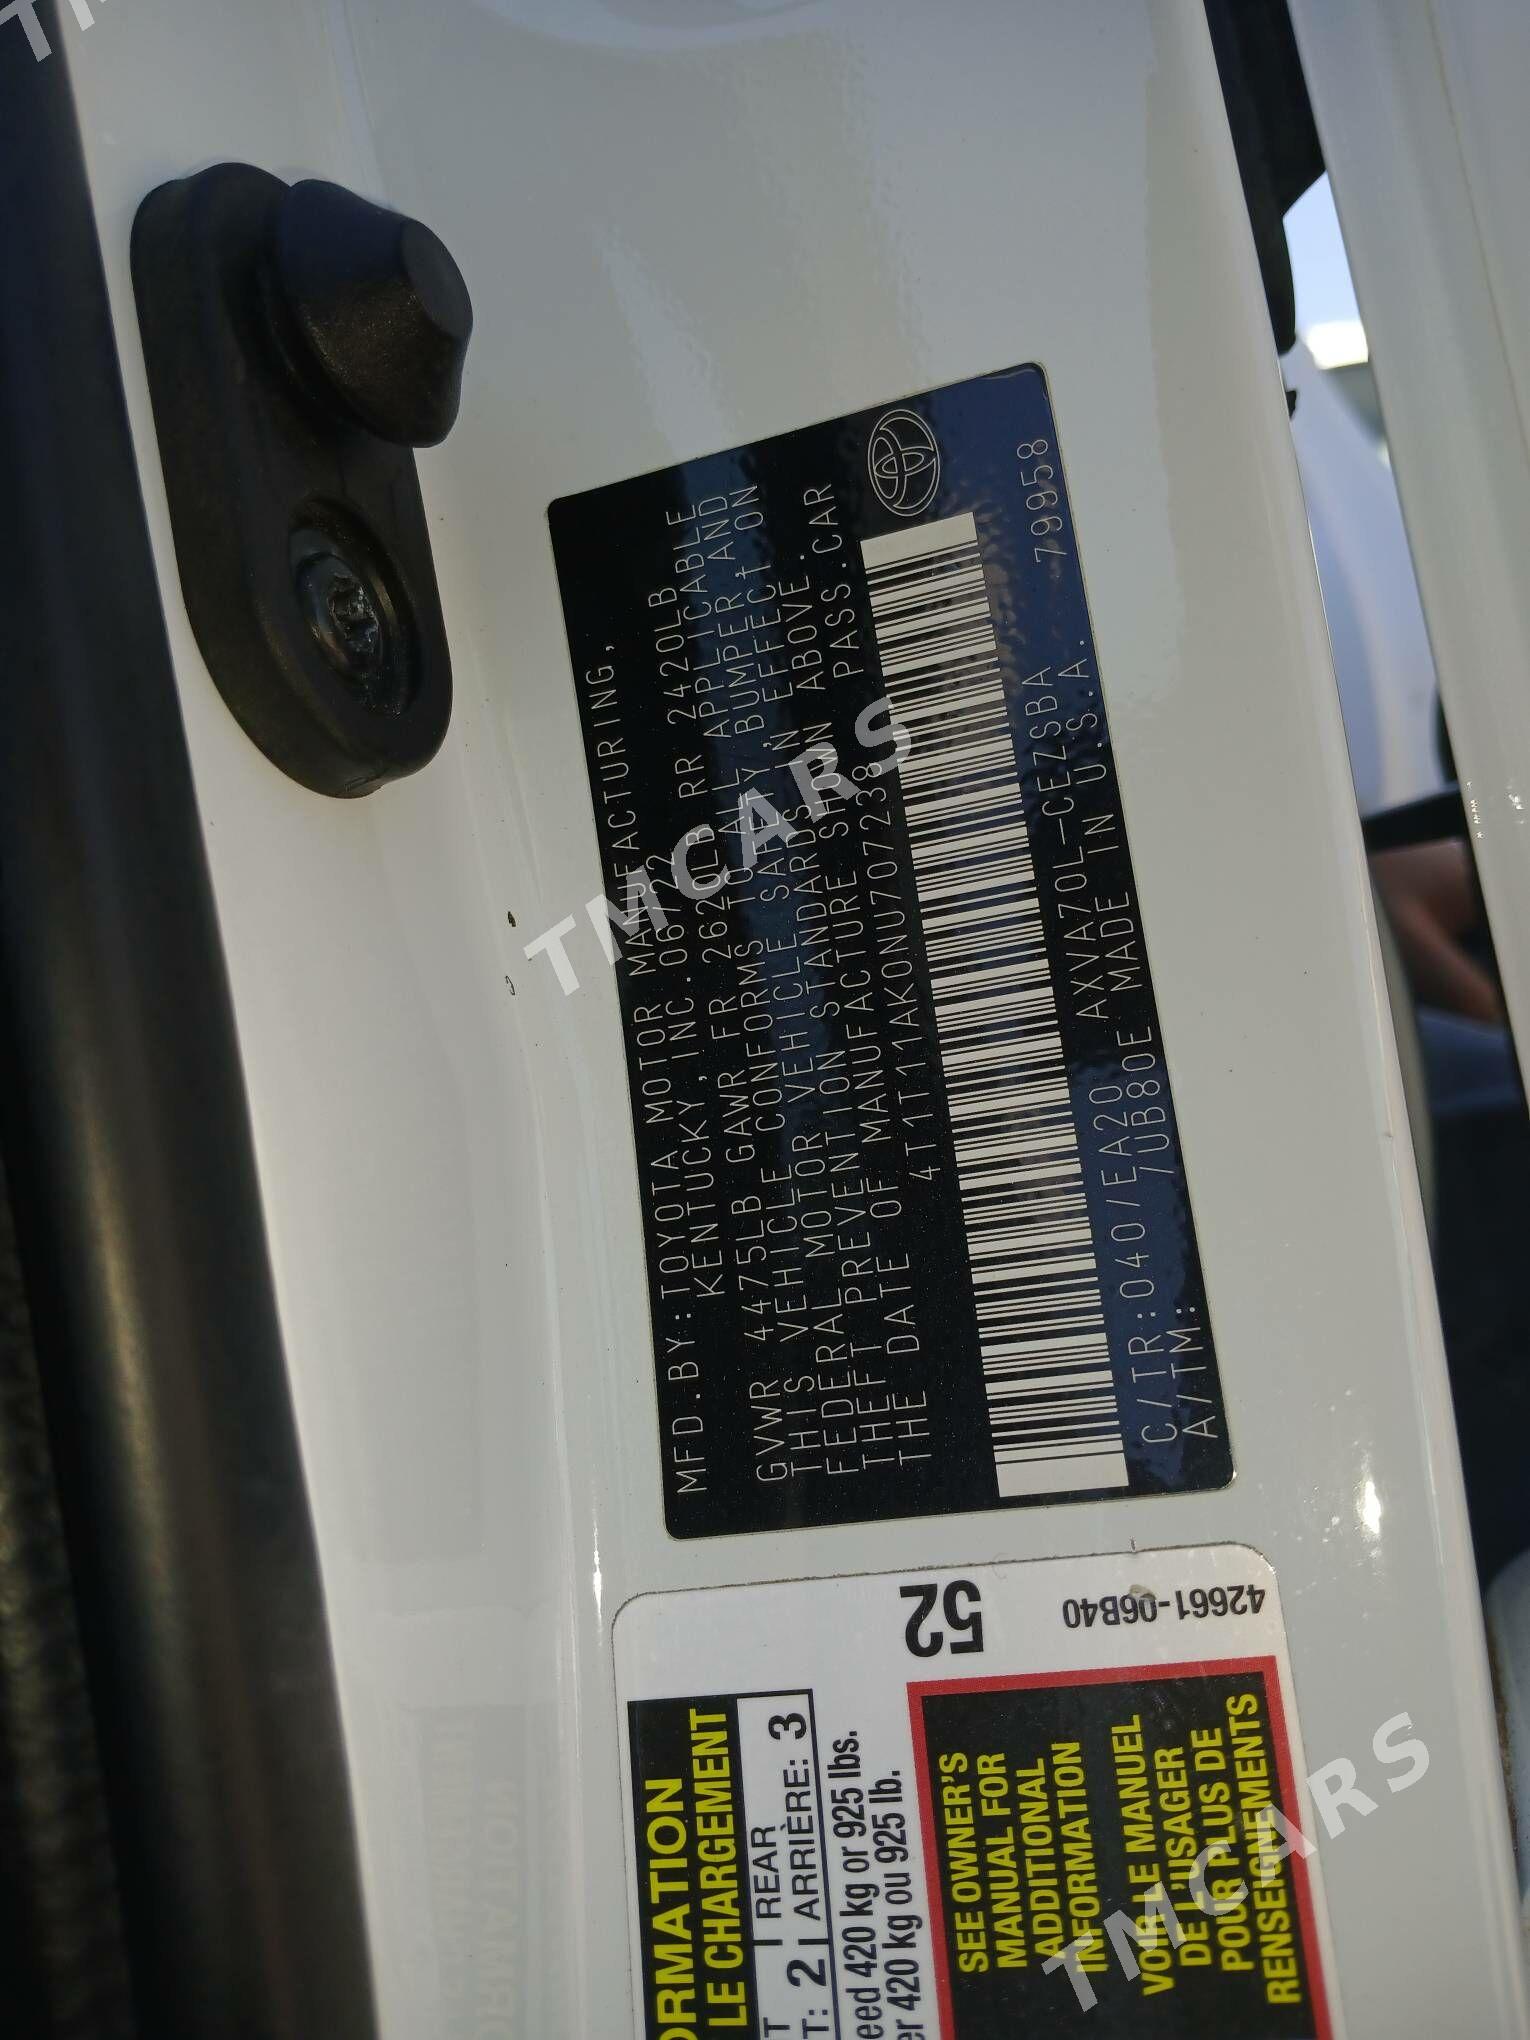 MFD.BY:TOYOTA MOTOR MANUFACTURING,
KENTUCKY,INC. 06/22
GVWR 4475LB GAWR FR 2620LB RR 2420LB
THIS VEHICLE CONFORMS TO ALL APPLICABLE
FEDERAL MOTOR VEHICLE SAFETY/BUMPER, AND
THEFT PREVENTION STANDARDS IN EFFECT ON
THE DATE OF MANUFACTURE SHOWN ABOVE.
4T1T11AK0NU707238 PASS.CAR
C/TR:040/EA20 AXVA70L-CEZSBA 79958
A/TM: /UB80E MADE IN U.S.A.
52
42661-06B40
ORMATION
LE CHARGEMENT
T REAR
T: 2 ARRIÈRE: 3
eed 420 kg or 925 lbs.
er 420 kg ou 925 lb.
SEE OWNER'S
MANUAL FOR
ADDITIONAL
INFORMATION
VOIR LE MANUEL
DE L'USAGER
POUR PLUS DE
RENSEIGNEMENTS
TMCARS
TMCARS
TM